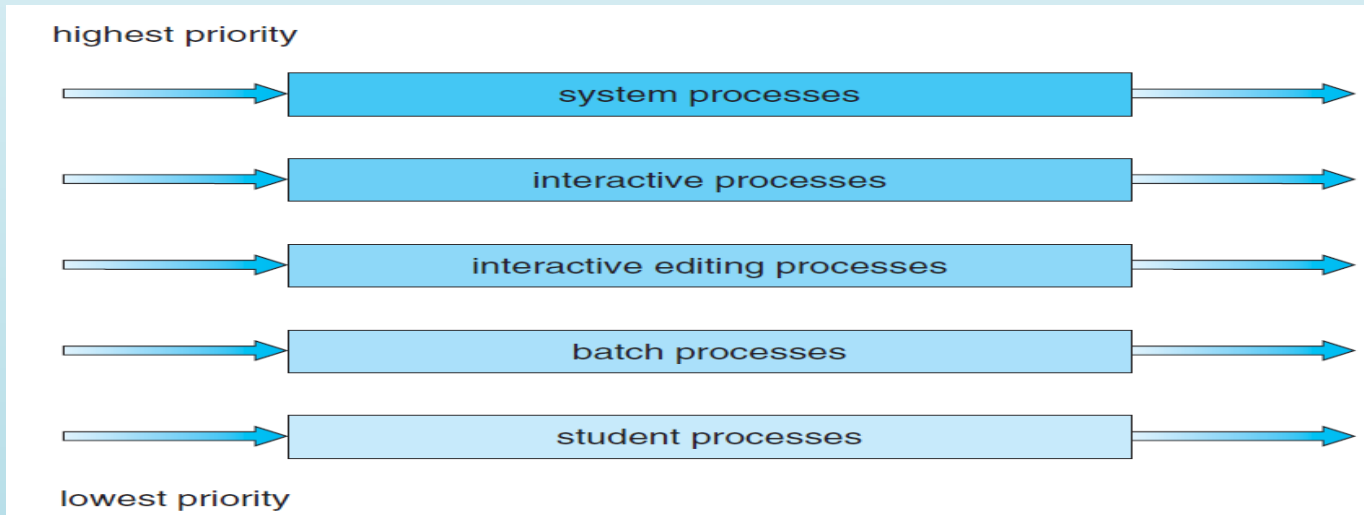 highest priority
system processes
interactive processes
interactive editing processes
batch processes
student processes
lowest priority